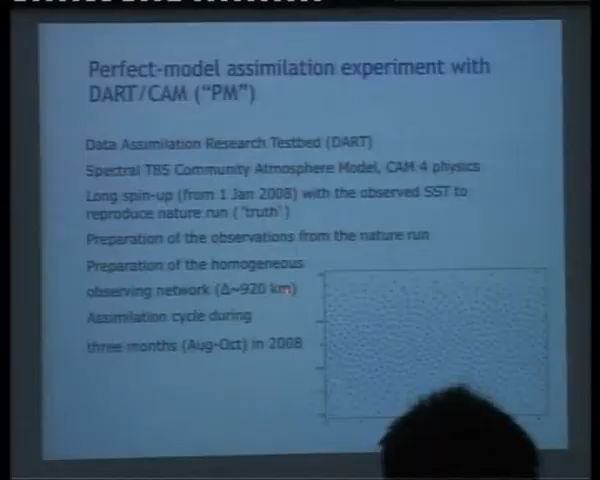 Perfect-model assimilation experiment with
DART/CAM ("PM")
Data Assimilation Research Testbed (DART)
Spectral T85 Community Atmosphere Model, CAM 4 physics
Long spin-up (from 1 Jan 2008) with the observed SST to
reproduce nature run ('truth')
Preparation of the observations from the nature run
Preparation of the homogeneous
observing network (Δ~920 km)
Assimilation cycle during
three months (Aug-Oct) in 2008